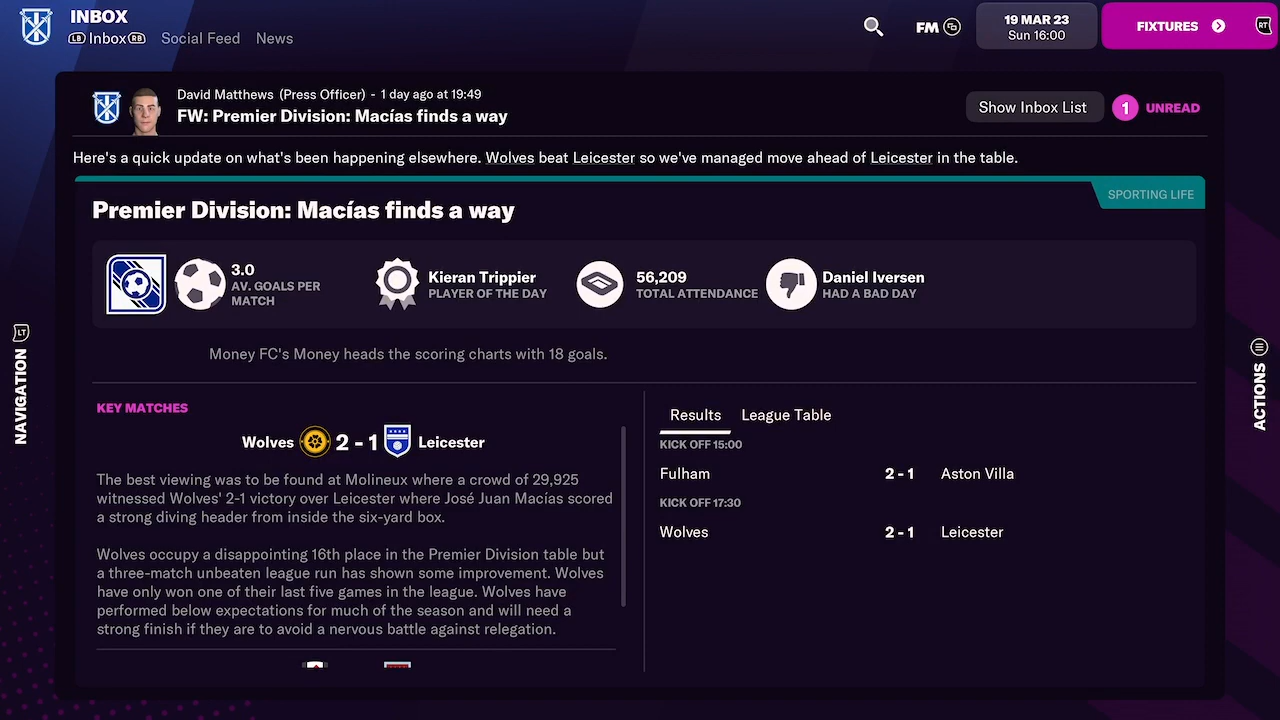 INBOX
LB Inbox RB Social Feed News
FM
19 MAR 23
Sun 16:00
FIXTURES
RT
David Matthews (Press Officer) - 1 day ago at 19:49
FW: Premier Division: Macías finds a way
Show Inbox List
1 UNREAD
Here's a quick update on what's been happening elsewhere. Wolves beat Leicester so we've managed move ahead of Leicester in the table.
SPORTING LIFE
Premier Division: Macías finds a way
3.0
AV. GOALS PER
MATCH
Kieran Trippier
PLAYER OF THE DAY
56,209
TOTAL ATTENDANCE
Daniel Iversen
HAD A BAD DAY
Money FC's Money heads the scoring charts with 18 goals.
KEY MATCHES
Wolves 2 - 1 Leicester
The best viewing was to be found at Molineux where a crowd of 29,925
witnessed Wolves' 2-1 victory over Leicester where José Juan Macías scored
a strong diving header from inside the six-yard box.
Wolves occupy a disappointing 16th place in the Premier Division table but
a three-match unbeaten league run has shown some improvement. Wolves
have only won one of their last five games in the league. Wolves have
performed below expectations for much of the season and will need a
strong finish if they are to avoid a nervous battle against relegation.
Results League Table
KICK OFF 15:00
Fulham 2 - 1 Aston Villa
KICK OFF 17:30
Wolves 2 - 1 Leicester
LT
NAVIGATION
ACTIONS